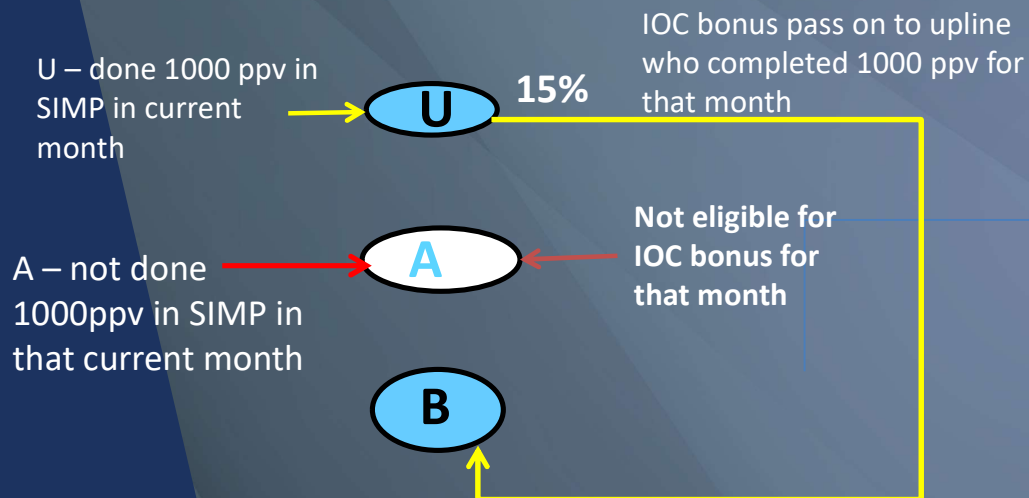 U – done 1000 ppv in
SIMP in current
month
U
15%
IOC bonus pass on to upline
who completed 1000 ppv for
that month
A – not done
1000ppv in SIMP in
that current month
A
Not eligible for
IOC bonus for
that month
B